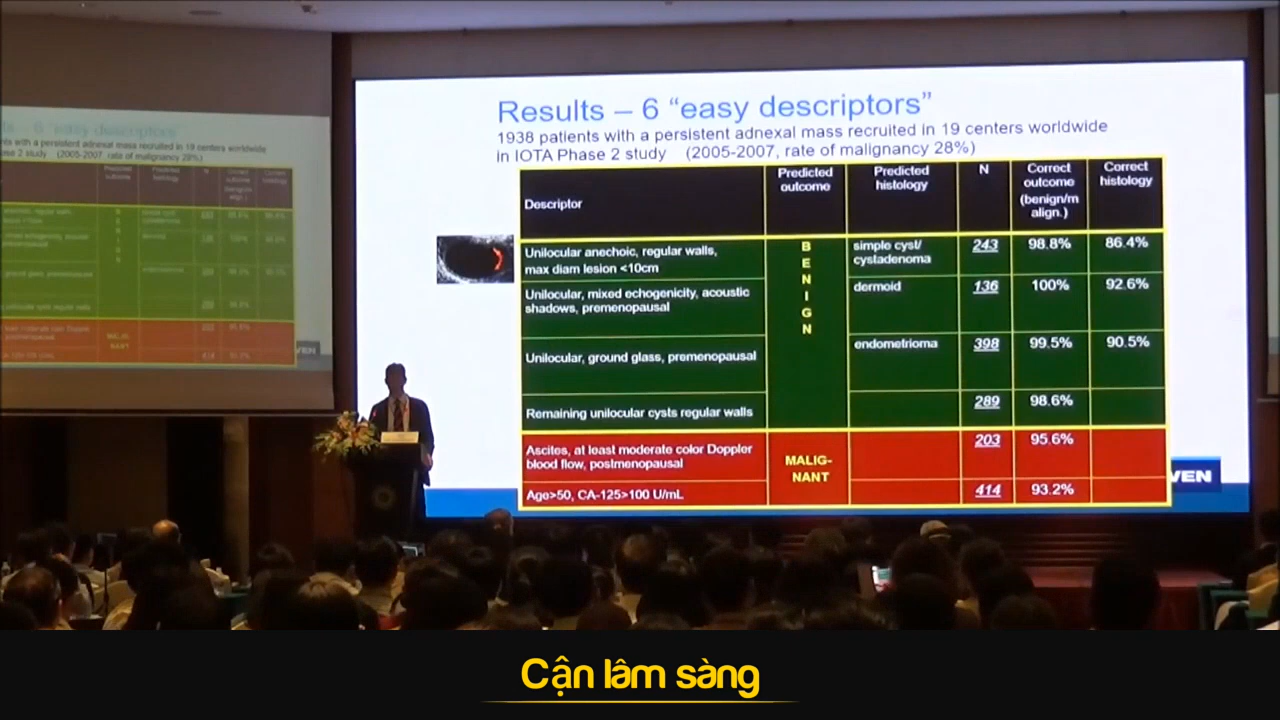 Results – 6 “easy descriptors”
1938 patients with a persistent adnexal mass recruited in 19 centers worldwide
in IOTA Phase 2 study (2005-2007, rate of malignancy 28%)
Descriptor
Predicted
outcome
Predicted
histology
N
Correct
outcome
(benign/m
align.)
Correct
histology
Unilocular anechoic, regular walls,
max diam lesion <10cm
B
E
N
I
G
N
simple cyst/
cystadenoma
243
98.8%
86.4%
Unilocular, mixed echogenicity, acoustic
shadows, premenopausal
dermoid
136
100%
92.6%
Unilocular, ground glass, premenopausal
endometrioma
398
99.5%
90.5%
Remaining unilocular cysts regular walls
289
98.6%
Ascites, at least moderate color Doppler
blood flow, postmenopausal
MALIG-
NANT
203
95.6%
Age>50, CA-125>100 U/mL
414
93.2%
VEN
Cận lâm sàng